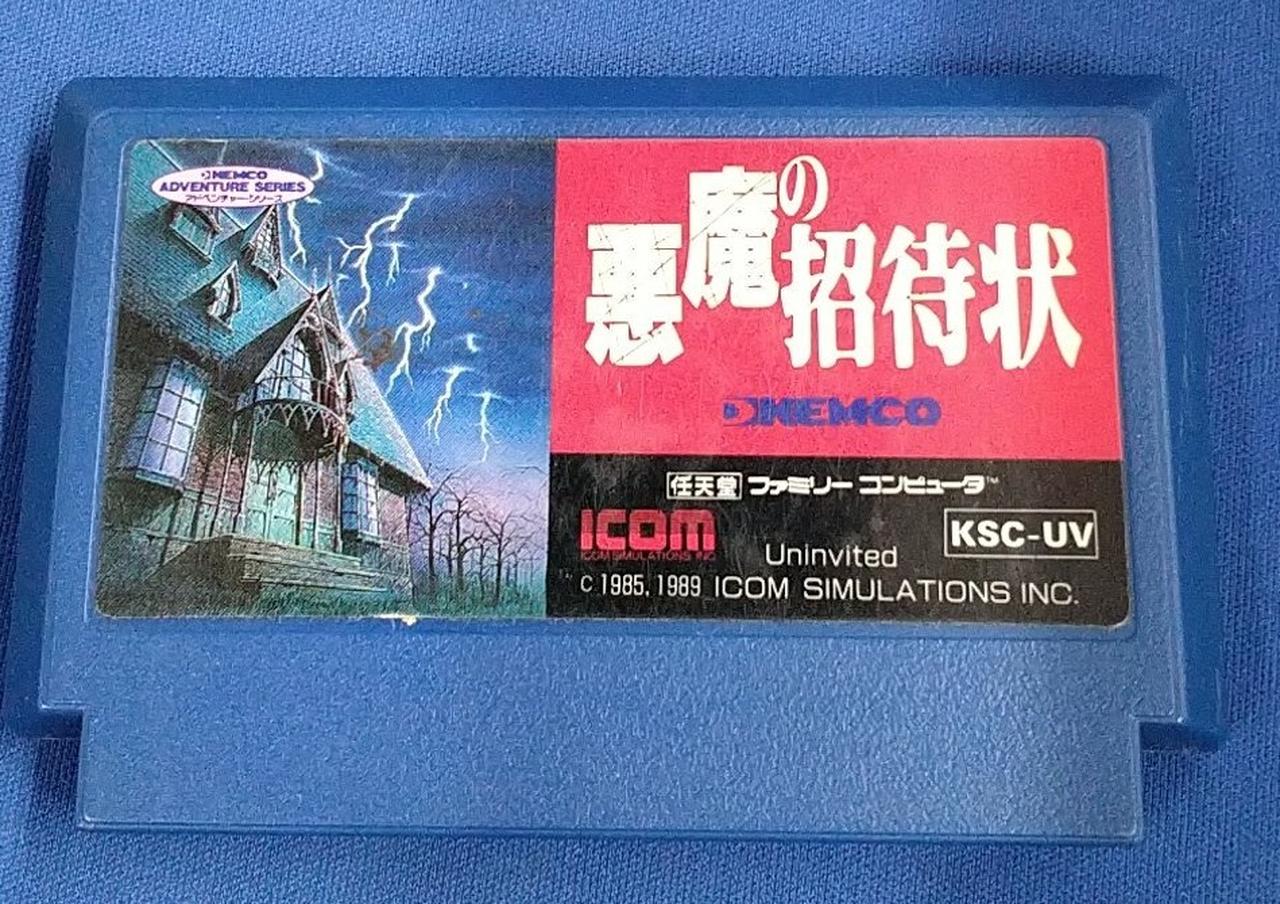 KEMCO
ADVENTURE SERIES
アドベンチャーシリーズ
悪魔の招待状
KEMCO
任天堂 ファミリー コンピュータ™
ICOM
ICOM SIMULATIONS INC
KSC-UV
Uninvited
C 1985, 1989 ICOM SIMULATIONS INC.